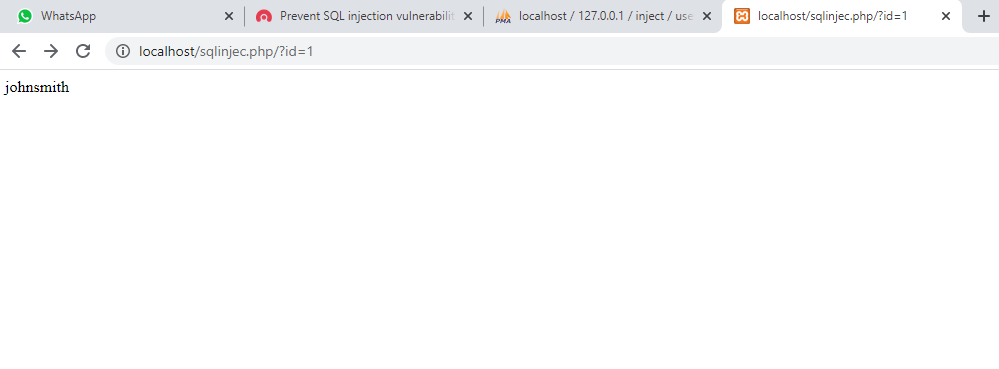 WhatsApp
Prevent SQL injection vulnerabilit
PMA
localhost / 127.0.0.1 / inject / use
localhost/sqlinjec.php/?id=1
localhost/sqlinjec.php/?id=1
johnsmith